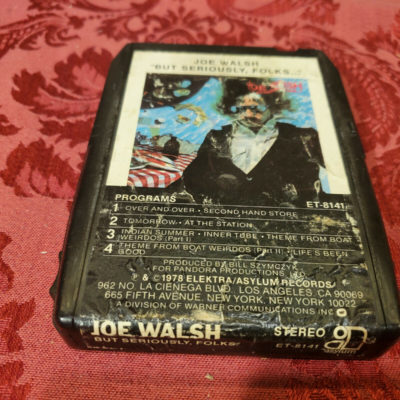 JOE WALSH
"BUT SERIOUSLY, FOLKS..."
PROGRAMS
ET-8141
1 OVER AND OVER • SECOND HAND STORE
2 TOMORROW • AT THE STATION
3 INDIAN SUMMER • INNER TUBE • THEME FROM BOAT
WEIRDOS (Part I)
4 THEME FROM BOAT WEIRDOS (Part II) • LIFE'S BEEN
GOOD
PRODUCED BY BILL SZYMCZYK
FOR PANDORA PRODUCTIONS
℗ & © 1978 ELEKTRA/ASYLUM RECORDS
962 NO. LA CIENEGA BLVD. LOS ANGELES, CA 90069
665 FIFTH AVENUE, NEW YORK, NEW YORK 10022
A DIVISION OF WARNER COMMUNICATIONS INC
JOE WALSH
STEREO
"BUT SERIOUSLY, FOLKS"
ET-8141
asylum